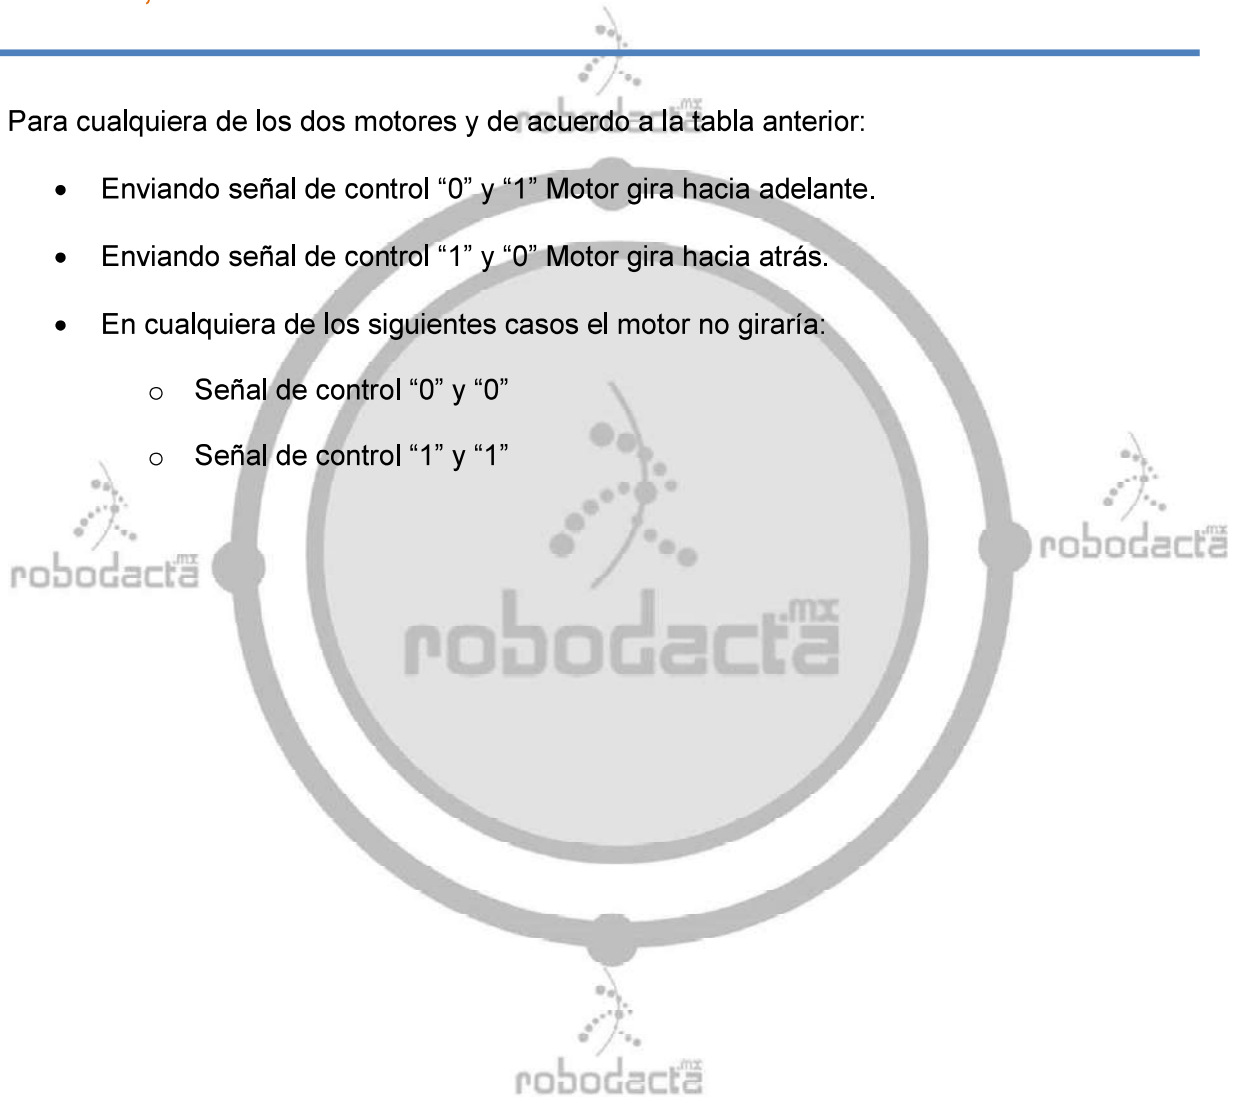 robodacta.mx
Para cualquiera de los dos motores y de acuerdo a la tabla anterior:
• Enviando señal de control “0” y “1” Motor gira hacia adelante.
• Enviando señal de control “1” y “0” Motor gira hacia atrás.
• En cualquiera de los siguientes casos el motor no giraría:
o Señal de control “0” y “0”
o Señal de control “1” y “1”
robodacta.mx
robodacta.mx
robodacta.mx
robodacta.mx